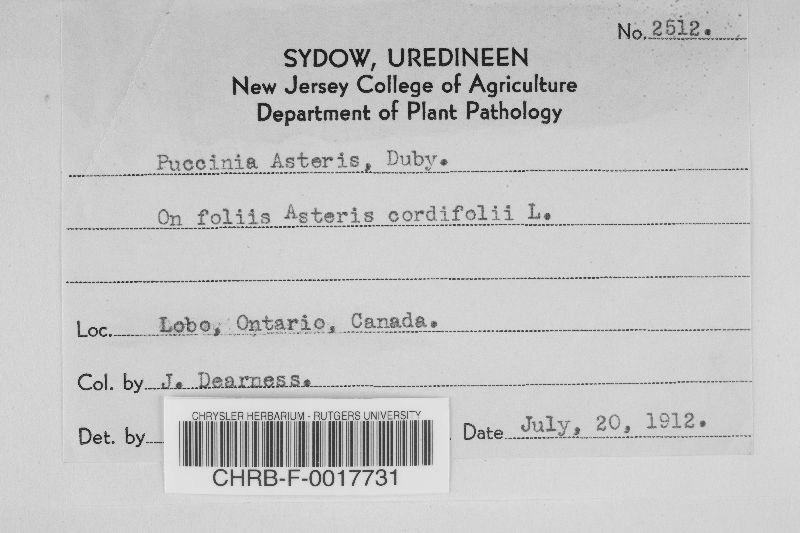 No. 2512.
SYDOW, UREDINEEN
New Jersey College of Agriculture
Department of Plant Pathology
Puccinia Asteris, Duby.
On foliis Asteris cordifolii L.
Loc. Lobo, Ontario, Canada.
Col. by J. Dearness.
Det. by
Date July, 20, 1912.
CHRYSLER HERBARIUM - RUTGERS UNIVERSITY
CHRB-F-0017731